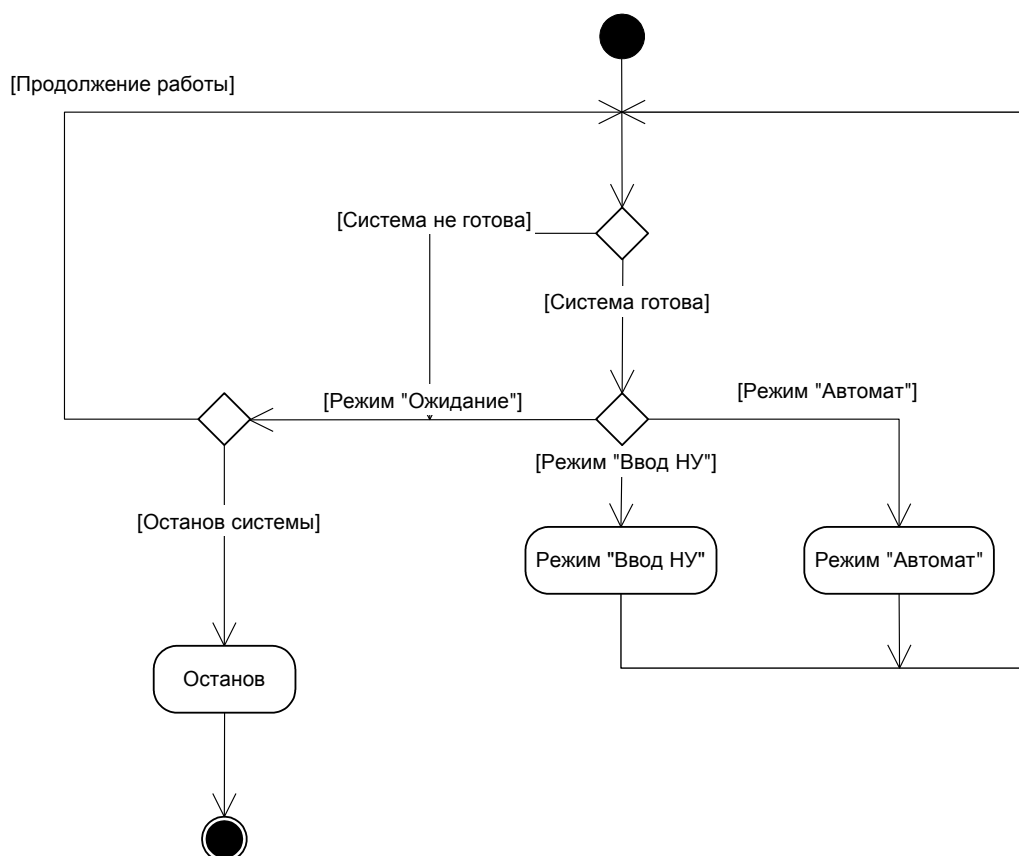 [Продолжение работы]
[Система не готова]
[Система готова]
[Режим "Ожидание"]
[Режим "Автомат"]
[Режим "Ввод НУ"]
[Останов системы]
Режим "Ввод НУ"
Режим "Автомат"
Останов